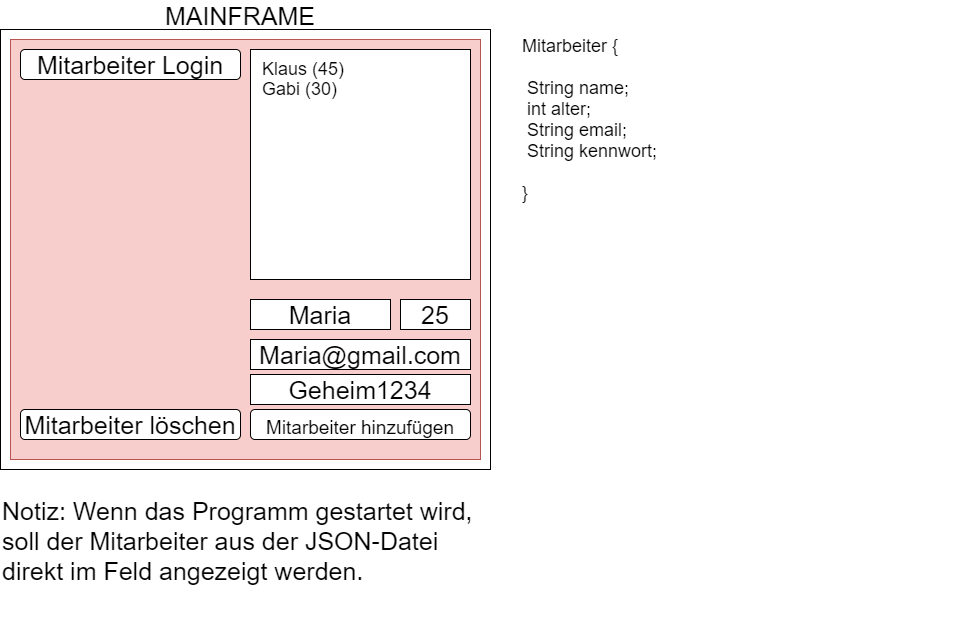 MAINFRAME
Mitarbeiter Login
Klaus (45)
Gabi (30)
Maria
25
Maria@gmail.com
Geheim1234
Mitarbeiter löschen
Mitarbeiter hinzufügen
Mitarbeiter {
String name;
int alter;
String email;
String kennwort;
}
Notiz: Wenn das Programm gestartet wird,
soll der Mitarbeiter aus der JSON-Datei
direkt im Feld angezeigt werden.